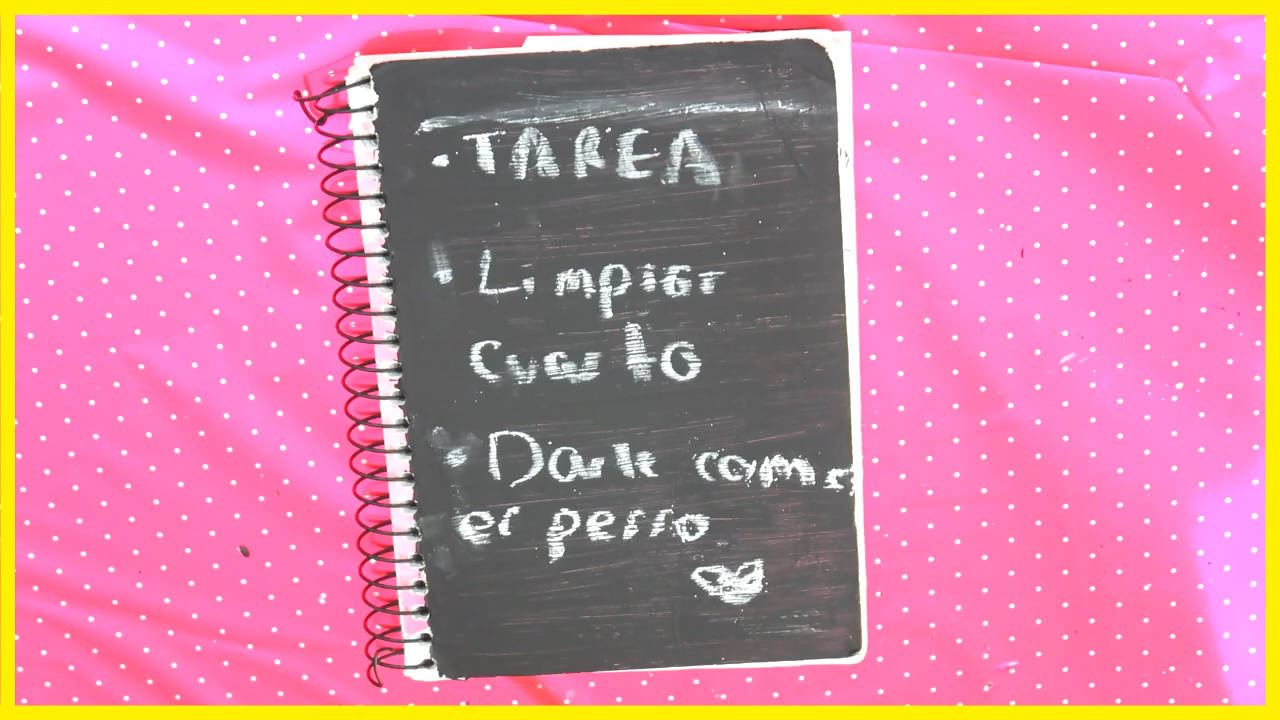 · TAREA
· Limpiar
cuarto
· Darle comer
el perro